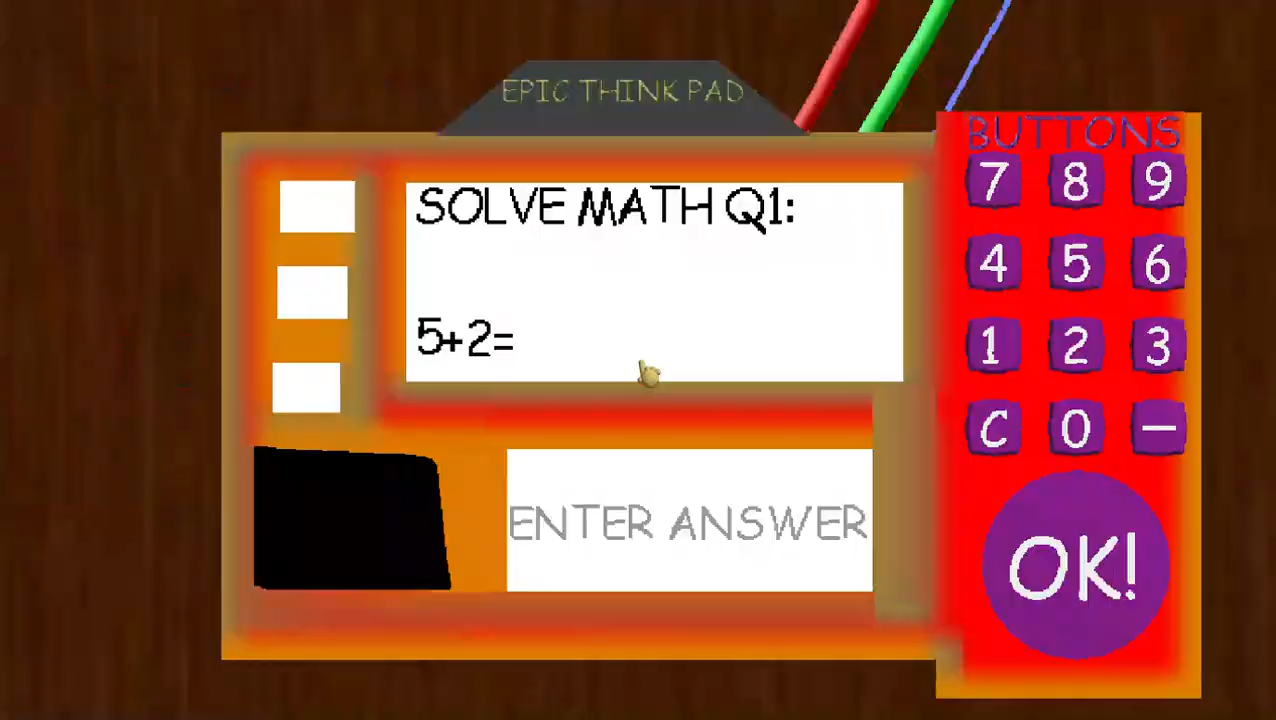 EPIC THINK PAD
BUTTONS
SOLVE MATH Q1:
5+2=
ENTER ANSWER
7 8 9
4 5 6
1 2 3
C 0 —
OK!